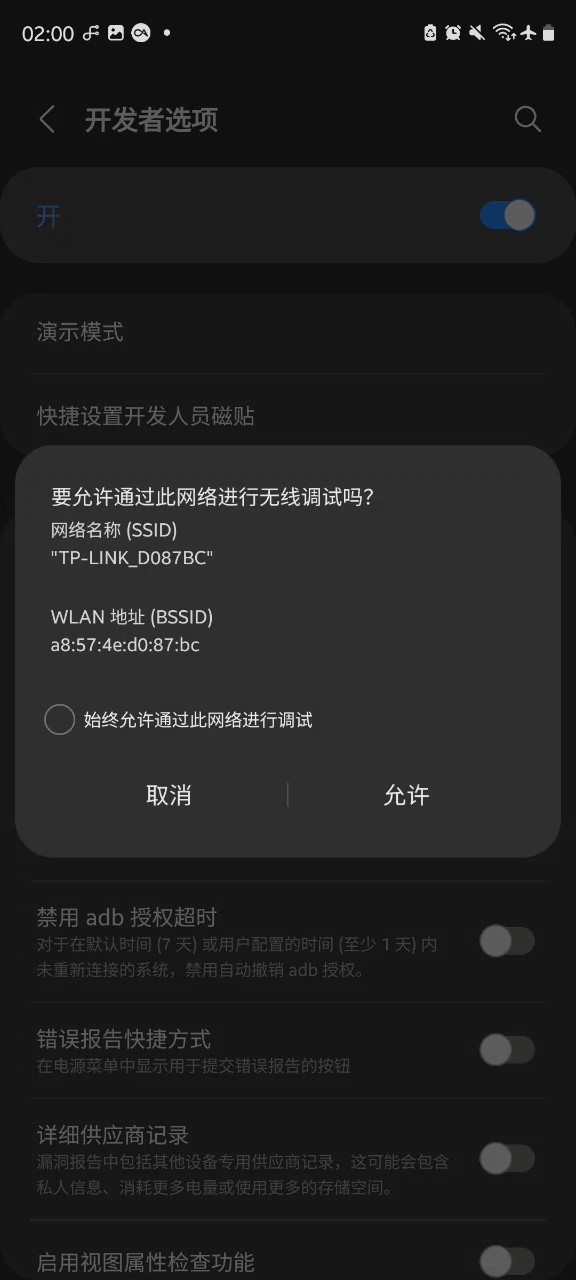 02:00
开发者选项
开
演示模式
快捷设置开发人员磁贴
要允许通过此网络进行无线调试吗?
网络名称 (SSID)
"TP-LINK_D087BC"
WLAN 地址 (BSSID)
a8:57:4e:d0:87:bc
始终允许通过此网络进行调试
取消
允许
禁用 adb 授权超时
对于在默认时间 (7 天) 或用户配置的时间 (至少 1 天) 内
未重新连接的系统，禁用自动撤销 adb 授权。
错误报告快捷方式
在电源菜单中显示用于提交错误报告的按钮
详细供应商记录
漏洞报告中包括其他设备专用供应商记录，这可能会包含
私人信息、消耗更多电量或使用更多的存储空间。
启用视图属性检查功能